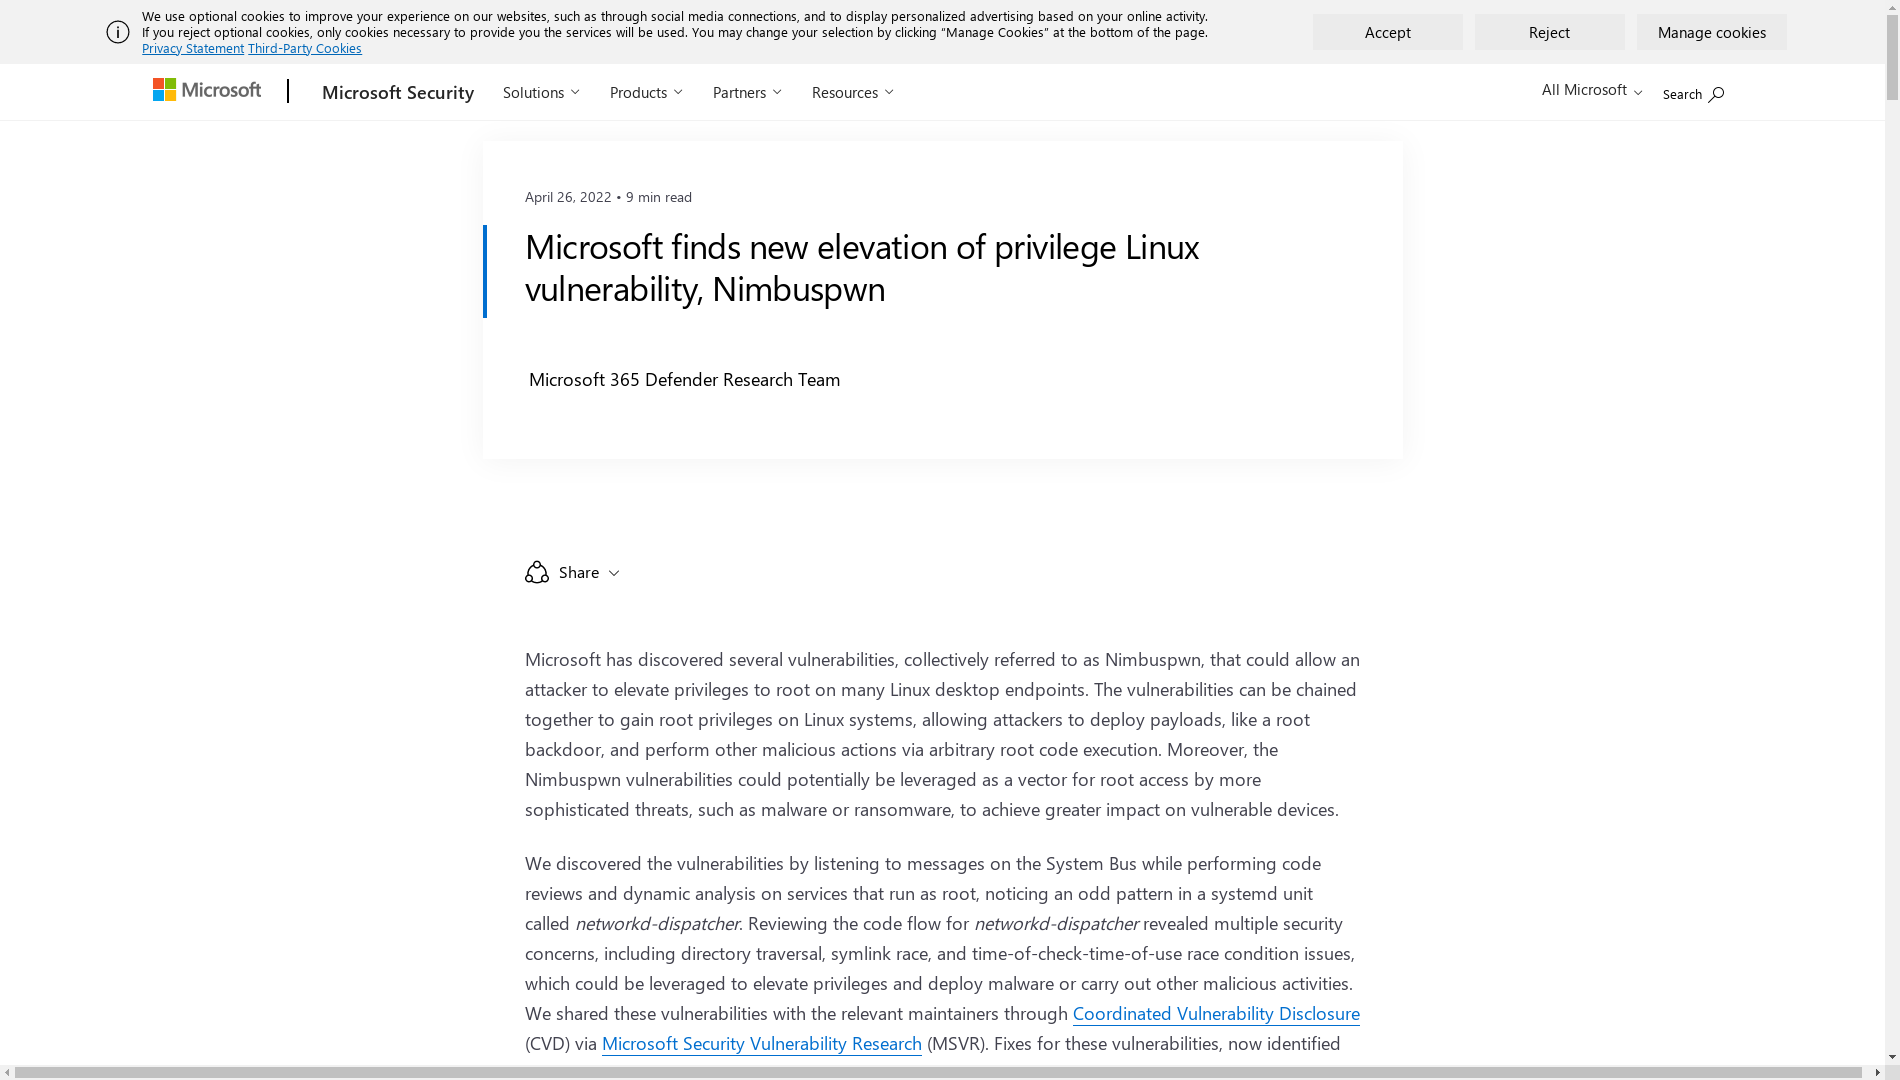 We use optional cookies to improve your experience on our websites, such as through social media connections, and to display personalized advertising based on your online activity.
If you reject optional cookies, only cookies necessary to provide you the services will be used. You may change your selection by clicking “Manage Cookies” at the bottom of the page.
Privacy Statement Third-Party Cookies
Accept
Reject
Manage cookies
Microsoft
Microsoft Security
Solutions
Products
Partners
Resources
All Microsoft
Search
April 26, 2022 • 9 min read
Microsoft finds new elevation of privilege Linux
vulnerability, Nimbuspwn
Microsoft 365 Defender Research Team
Share
Microsoft has discovered several vulnerabilities, collectively referred to as Nimbuspwn, that could allow an
attacker to elevate privileges to root on many Linux desktop endpoints. The vulnerabilities can be chained
together to gain root privileges on Linux systems, allowing attackers to deploy payloads, like a root
backdoor, and perform other malicious actions via arbitrary root code execution. Moreover, the
Nimbuspwn vulnerabilities could potentially be leveraged as a vector for root access by more
sophisticated threats, such as malware or ransomware, to achieve greater impact on vulnerable devices.
We discovered the vulnerabilities by listening to messages on the System Bus while performing code
reviews and dynamic analysis on services that run as root, noticing an odd pattern in a systemd unit
called networkd-dispatcher. Reviewing the code flow for networkd-dispatcher revealed multiple security
concerns, including directory traversal, symlink race, and time-of-check-time-of-use race condition issues,
which could be leveraged to elevate privileges and deploy malware or carry out other malicious activities.
We shared these vulnerabilities with the relevant maintainers through Coordinated Vulnerability Disclosure
(CVD) via Microsoft Security Vulnerability Research (MSVR). Fixes for these vulnerabilities, now identified